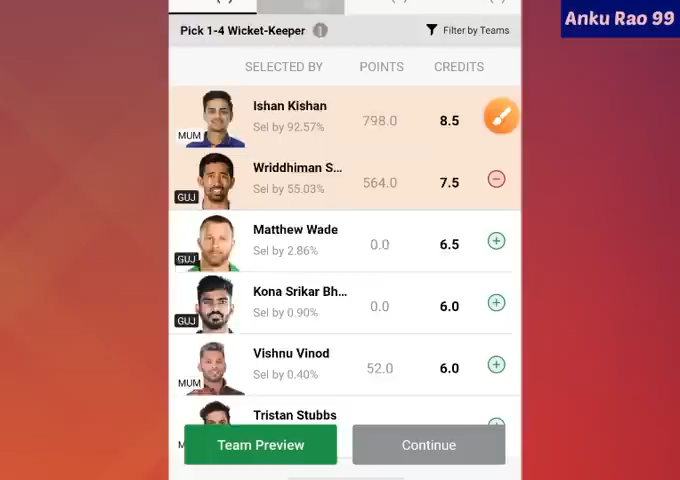 Anku Rao 99
Pick 1-4 Wicket-Keeper
Filter by Teams
SELECTED BY POINTS CREDITS
MUM Ishan Kishan
Sel by 92.57% 798.0 8.5
GUJ Wriddhiman S...
Sel by 55.03% 564.0 7.5
GUJ Matthew Wade
Sel by 2.86% 0.0 6.5
GUJ Kona Srikar Bh...
Sel by 0.90% 0.0 6.0
MUM Vishnu Vinod
Sel by 0.40% 52.0 6.0
Tristan Stubbs
Team Preview Continue